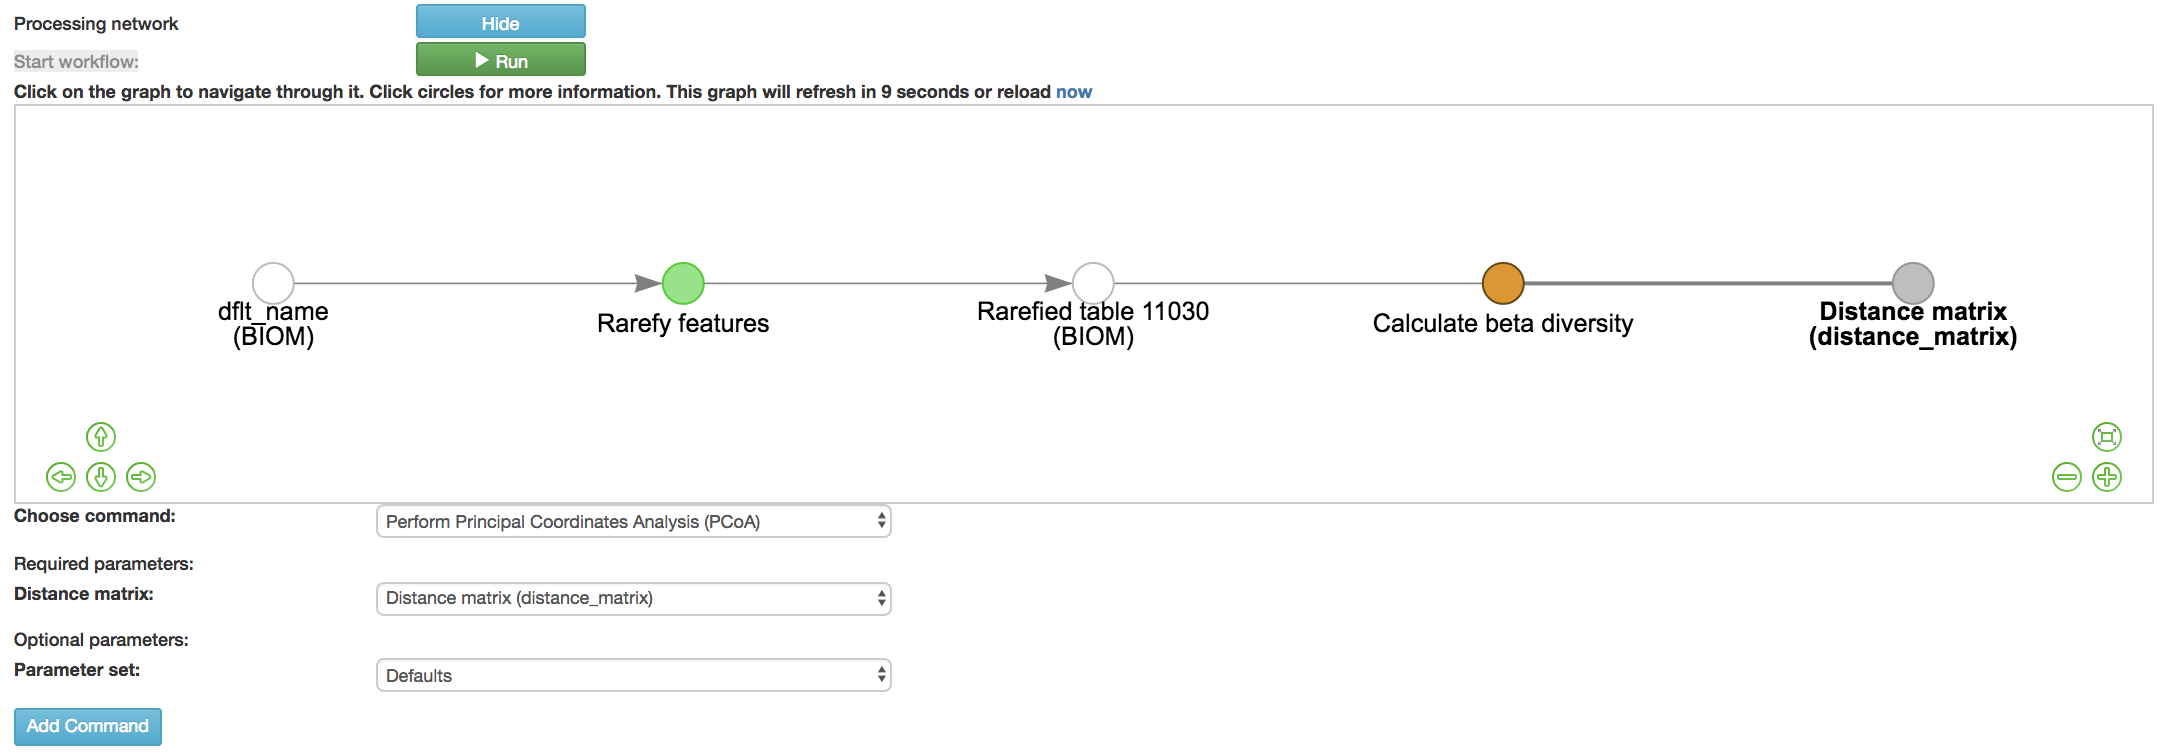 Processing network
Hide
Start workflow:
Run
Click on the graph to navigate through it. Click circles for more information. This graph will refresh in 9 seconds or reload now
dflt_name
(BIOM)
Rarefy features
Rarefied table 11030
(BIOM)
Calculate beta diversity
Distance matrix
(distance_matrix)
Choose command:
Perform Principal Coordinates Analysis (PCoA)
Required parameters:
Distance matrix:
Distance matrix (distance_matrix)
Optional parameters:
Parameter set:
Defaults
Add Command